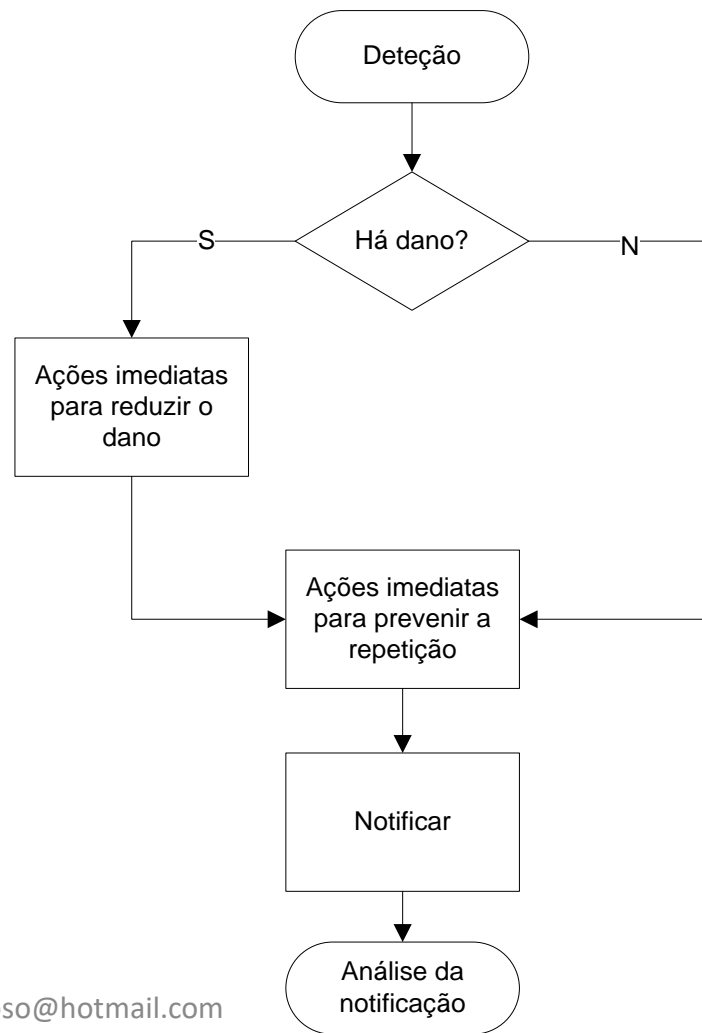 Deteção
Há dano?
S
N
Ações imediatas
para reduzir o
dano
Ações imediatas
para prevenir a
repetição
Notificar
Análise da
notificação
so@hotmail.com